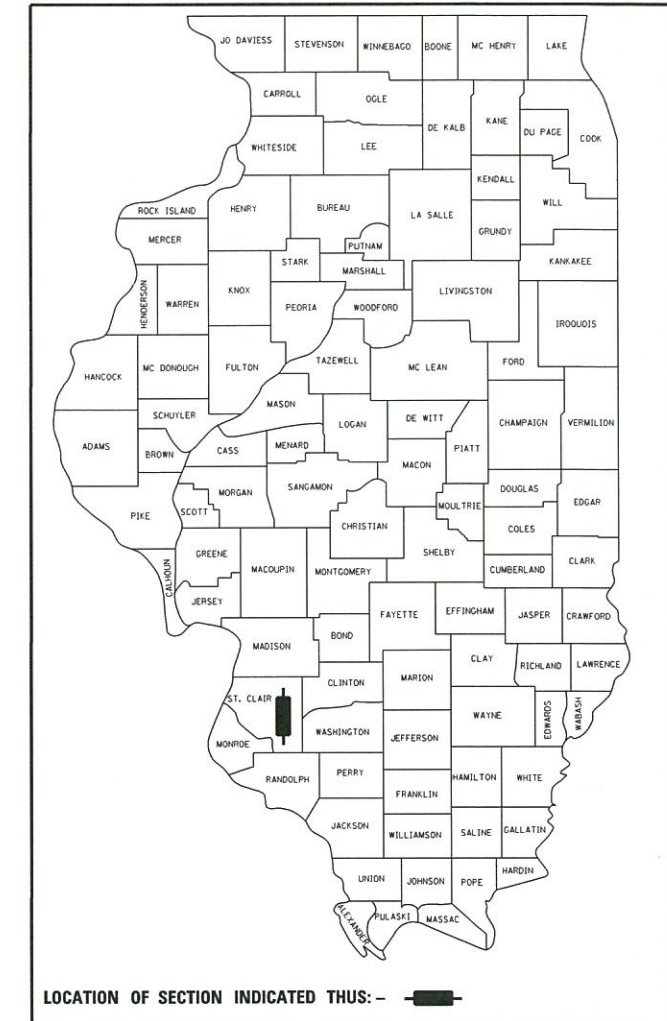 JO DAVIESS
STEVENSON
WINNEBAGO
BOONE
MC HENRY
LAKE
CARROLL
OGLE
DE KALB
KANE
DU PAGE
COOK
WHITESIDE
LEE
KENDALL
WILL
ROCK ISLAND
HENRY
BUREAU
LA SALLE
GRUNDY
MERCER
PUTNAM
STARK
MARSHALL
KANKAKEE
HENDERSON
WARREN
KNOX
PEORIA
WOODFORD
LIVINGSTON
IROQUOIS
HANCOCK
MC DONOUGH
FULTON
TAZEWELL
MC LEAN
FORD
SCHUYLER
MASON
LOGAN
DE WITT
CHAMPAIGN
VERMILION
ADAMS
BROWN
CASS
MENARD
PIATT
MACON
PIKE
SCOTT
MORGAN
SANGAMON
CHRISTIAN
MOULTRIE
DOUGLAS
EDGAR
COLES
CALHOUN
GREENE
MACOUPIN
MONTGOMERY
SHELBY
CUMBERLAND
CLARK
JERSEY
FAYETTE
EFFINGHAM
JASPER
CRAWFORD
MADISON
BOND
CLAY
RICHLAND
LAWRENCE
ST. CLAIR
CLINTON
MARION
WAYNE
EDWARDS
WABASH
MONROE
WASHINGTON
JEFFERSON
RANDOLPH
PERRY
HAMILTON
WHITE
FRANKLIN
JACKSON
WILLIAMSON
SALINE
GALLATIN
UNION
JOHNSON
POPE
HARDIN
ALEXANDER
PULASKI
MASSAC
LOCATION OF SECTION INDICATED THUS: -